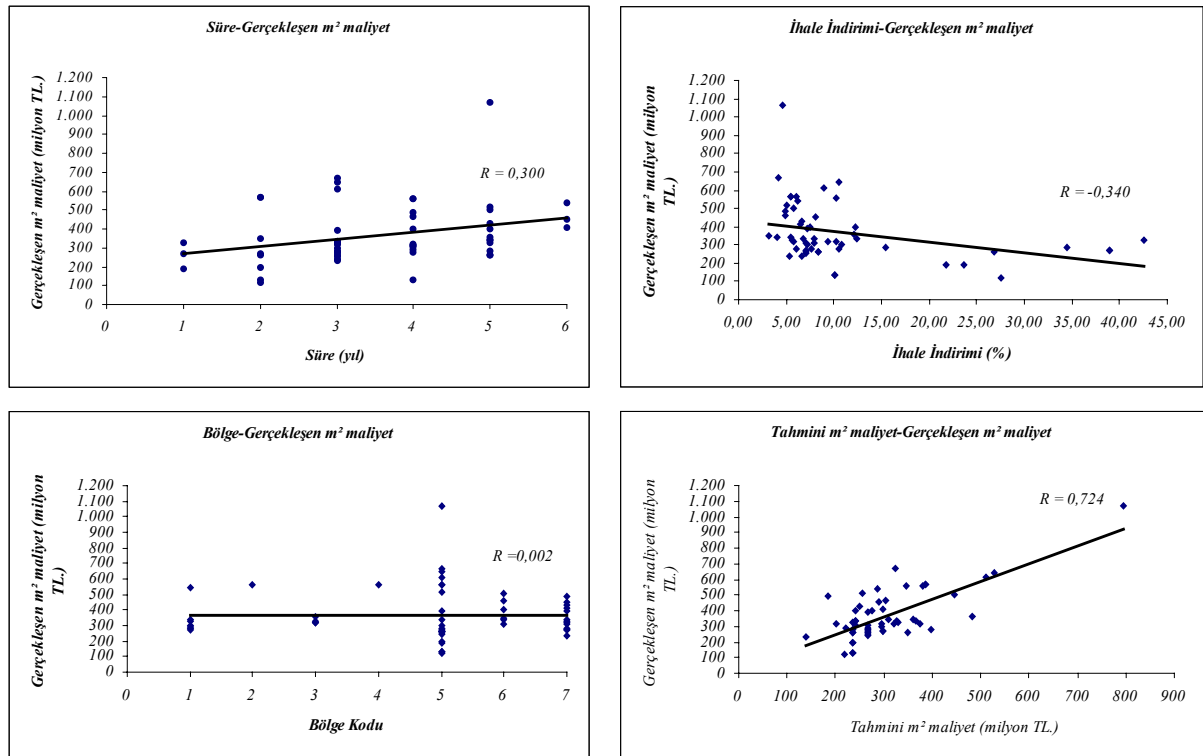 Süre-Gerçekleşen m² maliyet
Gerçekleşen m² maliyet (milyon TL.)
1.200
1.100
1.000
900
800
700
600
500
400
300
200
100
0
R = 0,300
0 1 2 3 4 5 6
Süre (yıl)
İhale İndirimi-Gerçekleşen m² maliyet
Gerçekleşen m² maliyet (milyon
TL.)
1.200
1.100
1.000
900
800
700
600
500
400
300
200
100
0
R = -0,340
0,00 5,00 10,00 15,00 20,00 25,00 30,00 35,00 40,00 45,00
İhale İndirimi (%)
Bölge-Gerçekleşen m² maliyet
Gerçekleşen m² maliyet (milyon
TL.)
1.200
1.100
1.000
900
800
700
600
500
400
300
200
100
0
R =0,002
0 1 2 3 4 5 6 7
Bölge Kodu
Tahmini m² maliyet-Gerçekleşen m² maliyet
Gerçekleşen m² maliyet (milyon
TL.)
1.200
1.100
1.000
900
800
700
600
500
400
300
200
100
0
R = 0,724
0 100 200 300 400 500 600 700 800 900
Tahmini m² maliyet (milyon TL.)